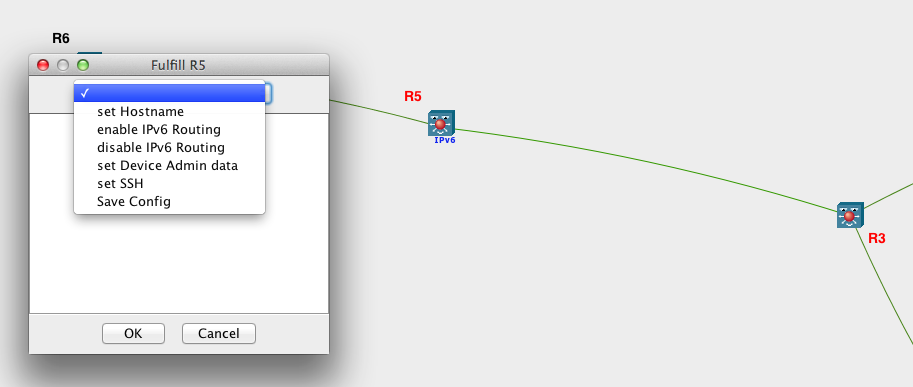 R6
Fulfill R5
set Hostname
enable IPv6 Routing
disable IPv6 Routing
set Device Admin data
set SSH
Save Config
OK
Cancel
R5
IPv6
R3